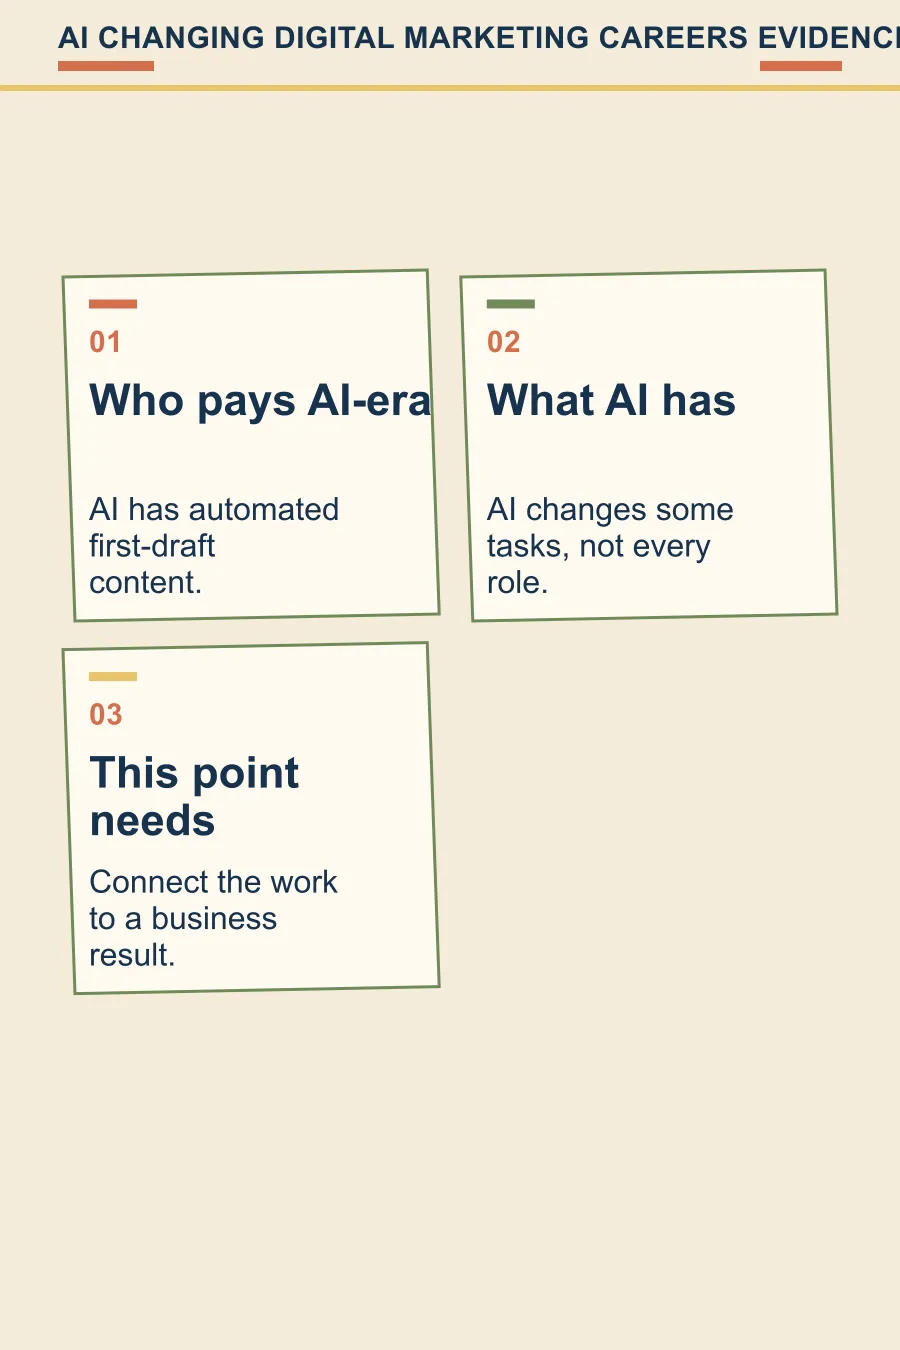 AI CHANGING DIGITAL MARKETING CAREERS
01
Who pays AI-era
AI has automated
first-draft
content.
02
What AI has
AI changes some
tasks, not every
role.
03
This point
needs
Connect the work
to a business
result.